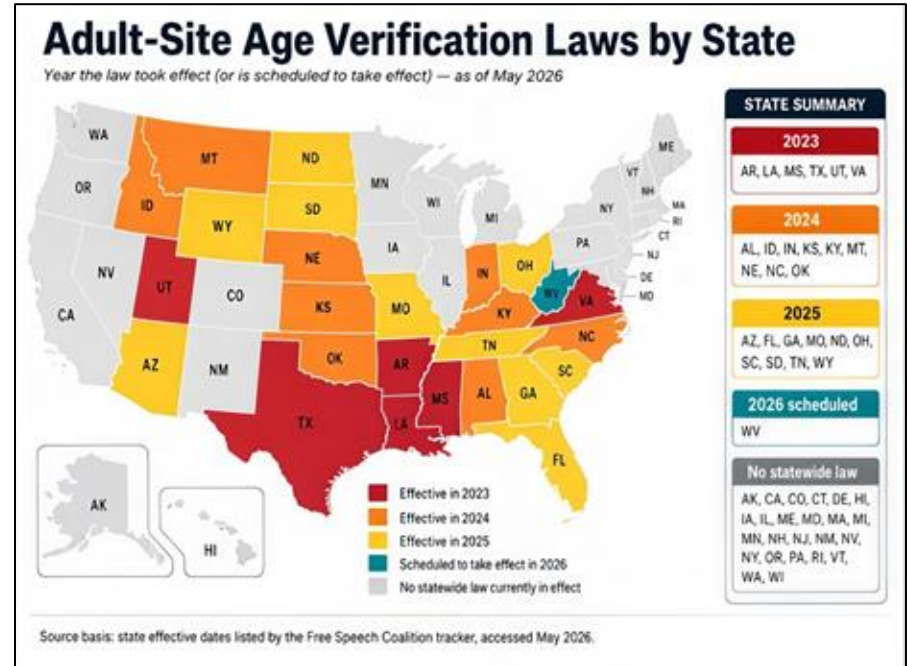 Adult-Site Age Verification Laws by State
Year the law took effect (or is scheduled to take effect) — as of May 2026
STATE SUMMARY
2023
AR, LA, MS, TX, UT, VA
2024
AL, ID, IN, KS, KY, MT,
NE, NC, OK
2025
AZ, FL, GA, MO, ND, OH,
SC, SD, TN, WY
2026 scheduled
WV
No statewide law
AK, CA, CO, CT, DE, HI,
IA, IL, ME, MD, MA, MI,
MN, NH, NJ, NM, NV,
NY, OR, PA, RI, VT,
WA, WI
WA
MT
ND
MN
ME
VT
NH
OR
ID
SD
WI
MI
NY
MA
RI
CT
WY
IA
PA
NJ
NV
NE
IL
IN
OH
DE
MD
UT
CO
KS
MO
KY
WV
VA
CA
AZ
NM
OK
AR
TN
NC
SC
TX
LA
MS
AL
GA
FL
AK
HI
Effective in 2023
Effective in 2024
Effective in 2025
Scheduled to take effect in 2026
No statewide law currently in effect
Source basis: state effective dates listed by the Free Speech Coalition tracker, accessed May 2026.